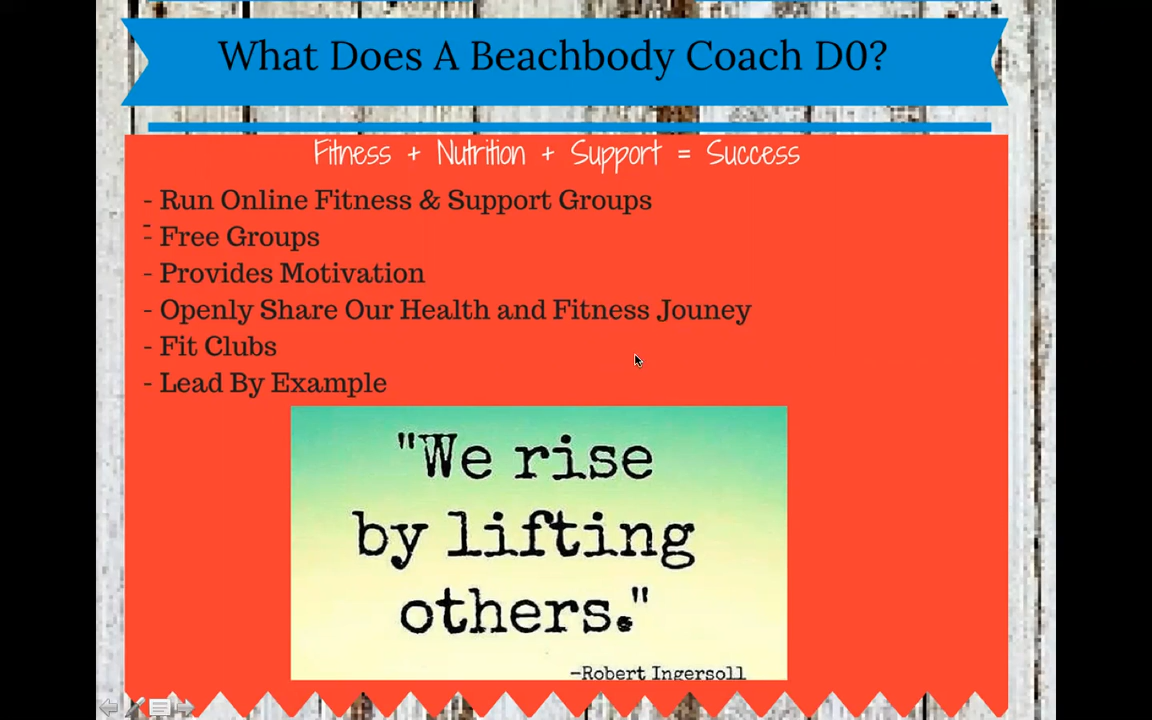 What Does A Beachbody Coach D0?
Fitness + Nutrition + Support = Success
- Run Online Fitness & Support Groups
-
- Free Groups
- Provides Motivation
- Openly Share Our Health and Fitness Jouney
- Fit Clubs
- Lead By Example
"We rise
by lifting
others."
-Robert Ingersoll